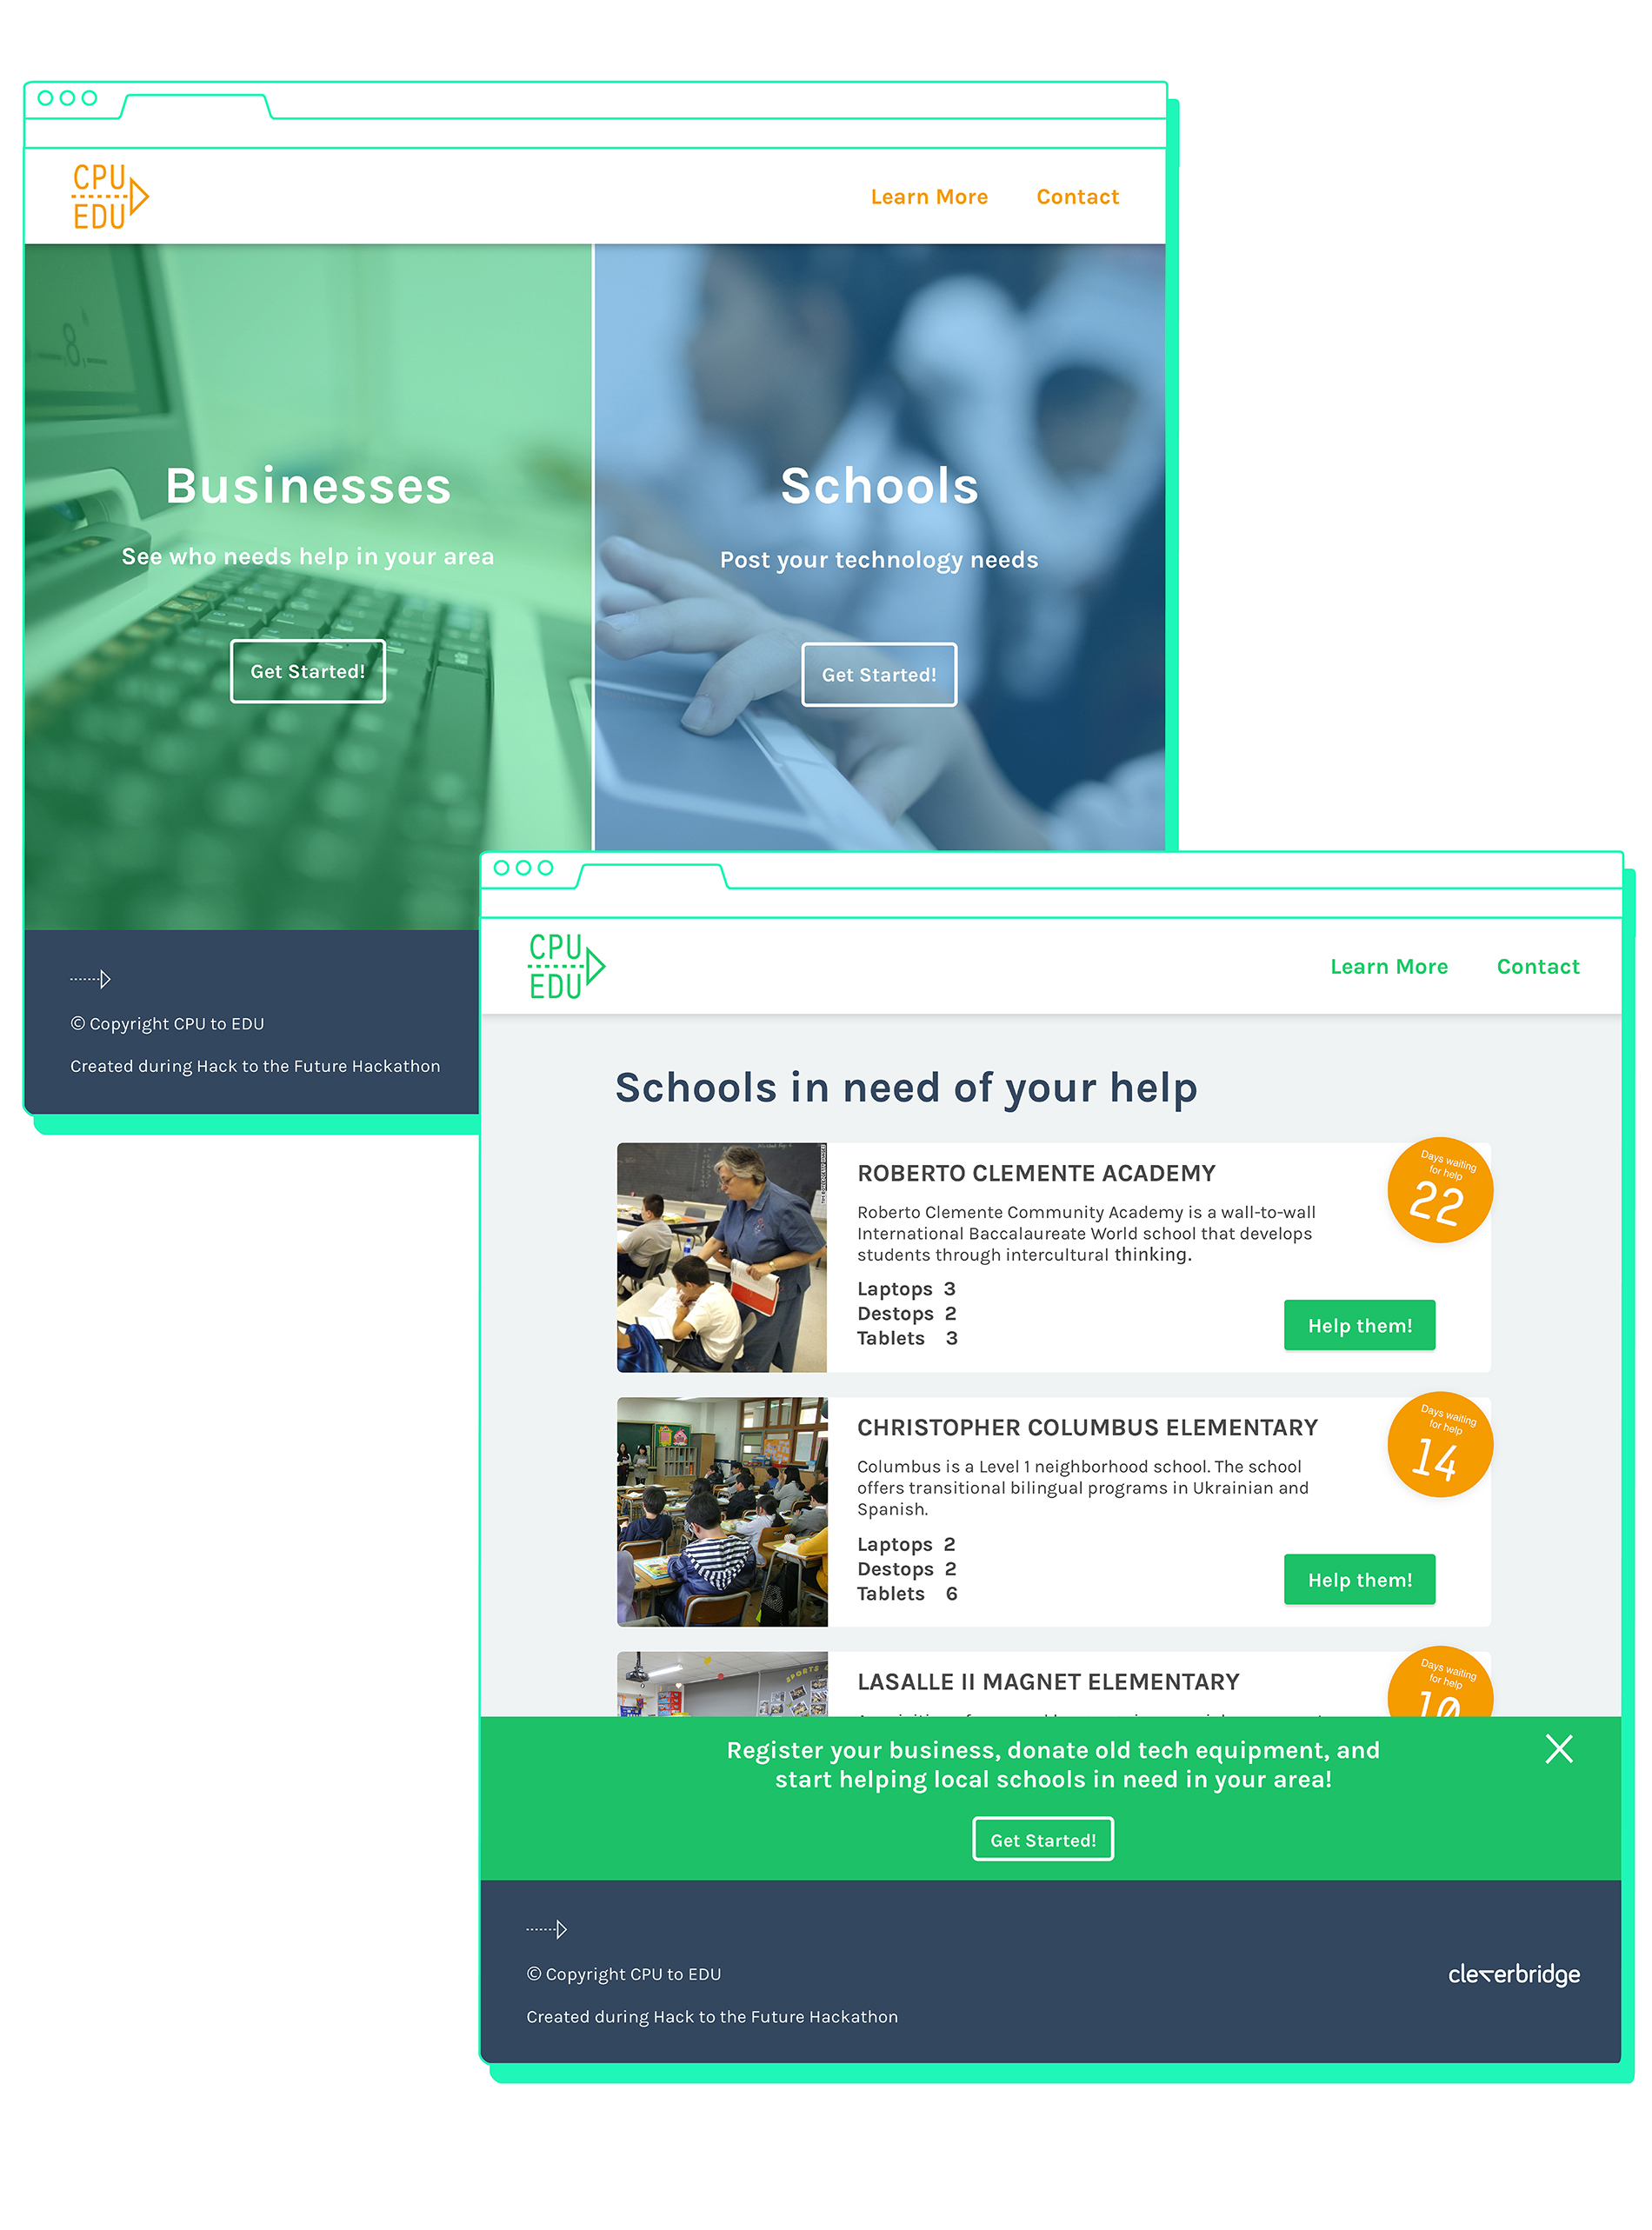 CPU
EDU
Learn More
Contact
Businesses
See who needs help in your area
Get Started!
Schools
Post your technology needs
Get Started!
© Copyright CPU to EDU
Created during Hack to the Future Hackathon
CPU
EDU
Learn More
Contact
Schools in need of your help
ROBERTO CLEMENTE ACADEMY
Roberto Clemente Community Academy is a wall-to-wall
International Baccalaureate World school that develops
students through intercultural thinking.
Laptops 3
Destops 2
Tablets 3
Days waiting
for help
22
Help them!
CHRISTOPHER COLUMBUS ELEMENTARY
Columbus is a Level 1 neighborhood school. The school
offers transitional bilingual programs in Ukrainian and
Spanish.
Laptops 2
Destops 2
Tablets 6
Days waiting
for help
14
Help them!
SPORTS
LASALLE II MAGNET ELEMENTARY
Days waiting
for help
10
Register your business, donate old tech equipment, and
start helping local schools in need in your area!
Get Started!
© Copyright CPU to EDU
Created during Hack to the Future Hackathon
cleverbridge